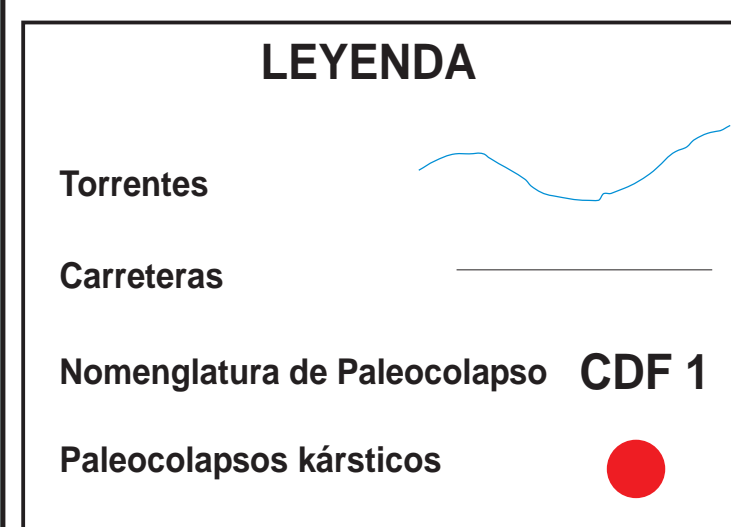 LEYENDA
Torrentes
Carreteras
Nomenglatura de Paleocolapso CDF 1
Paleocolapsos kársticos